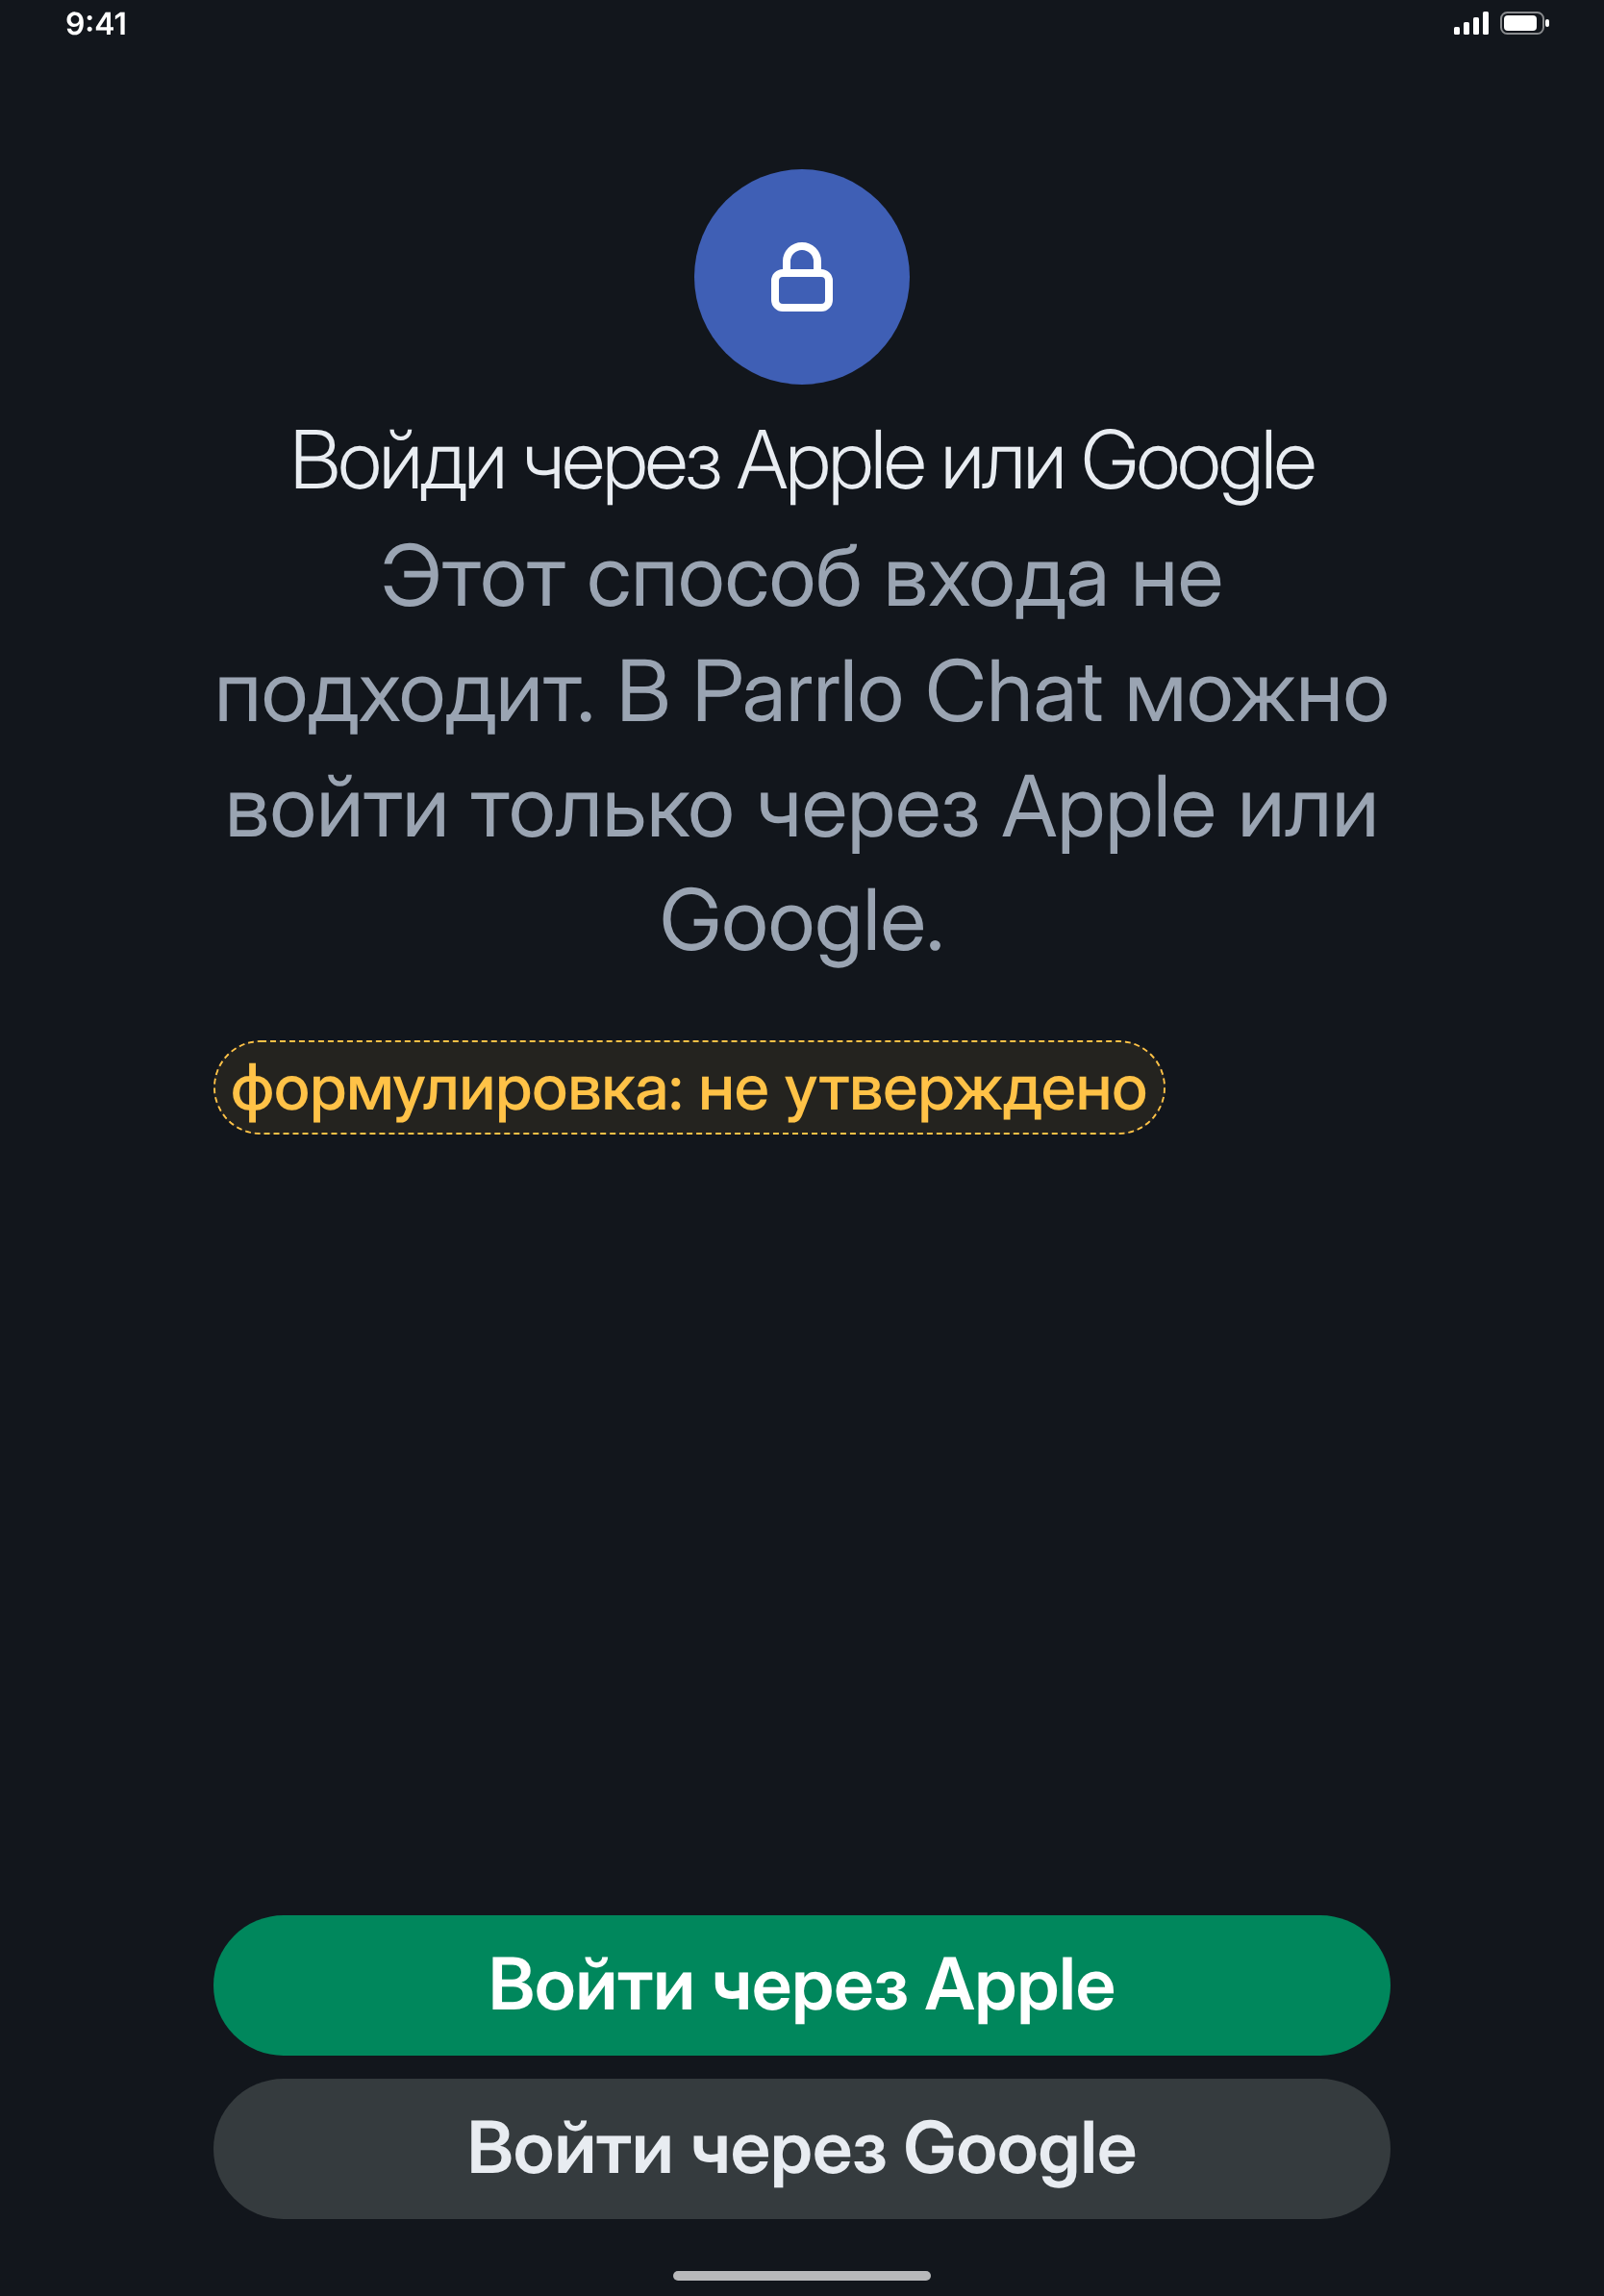 9:41
Войди через Apple или Google
Этот способ входа не
подходит. В Parrlo Chat можно
войти только через Apple или
Google.
формулировка: не утверждено
Войти через Apple
Войти через Google